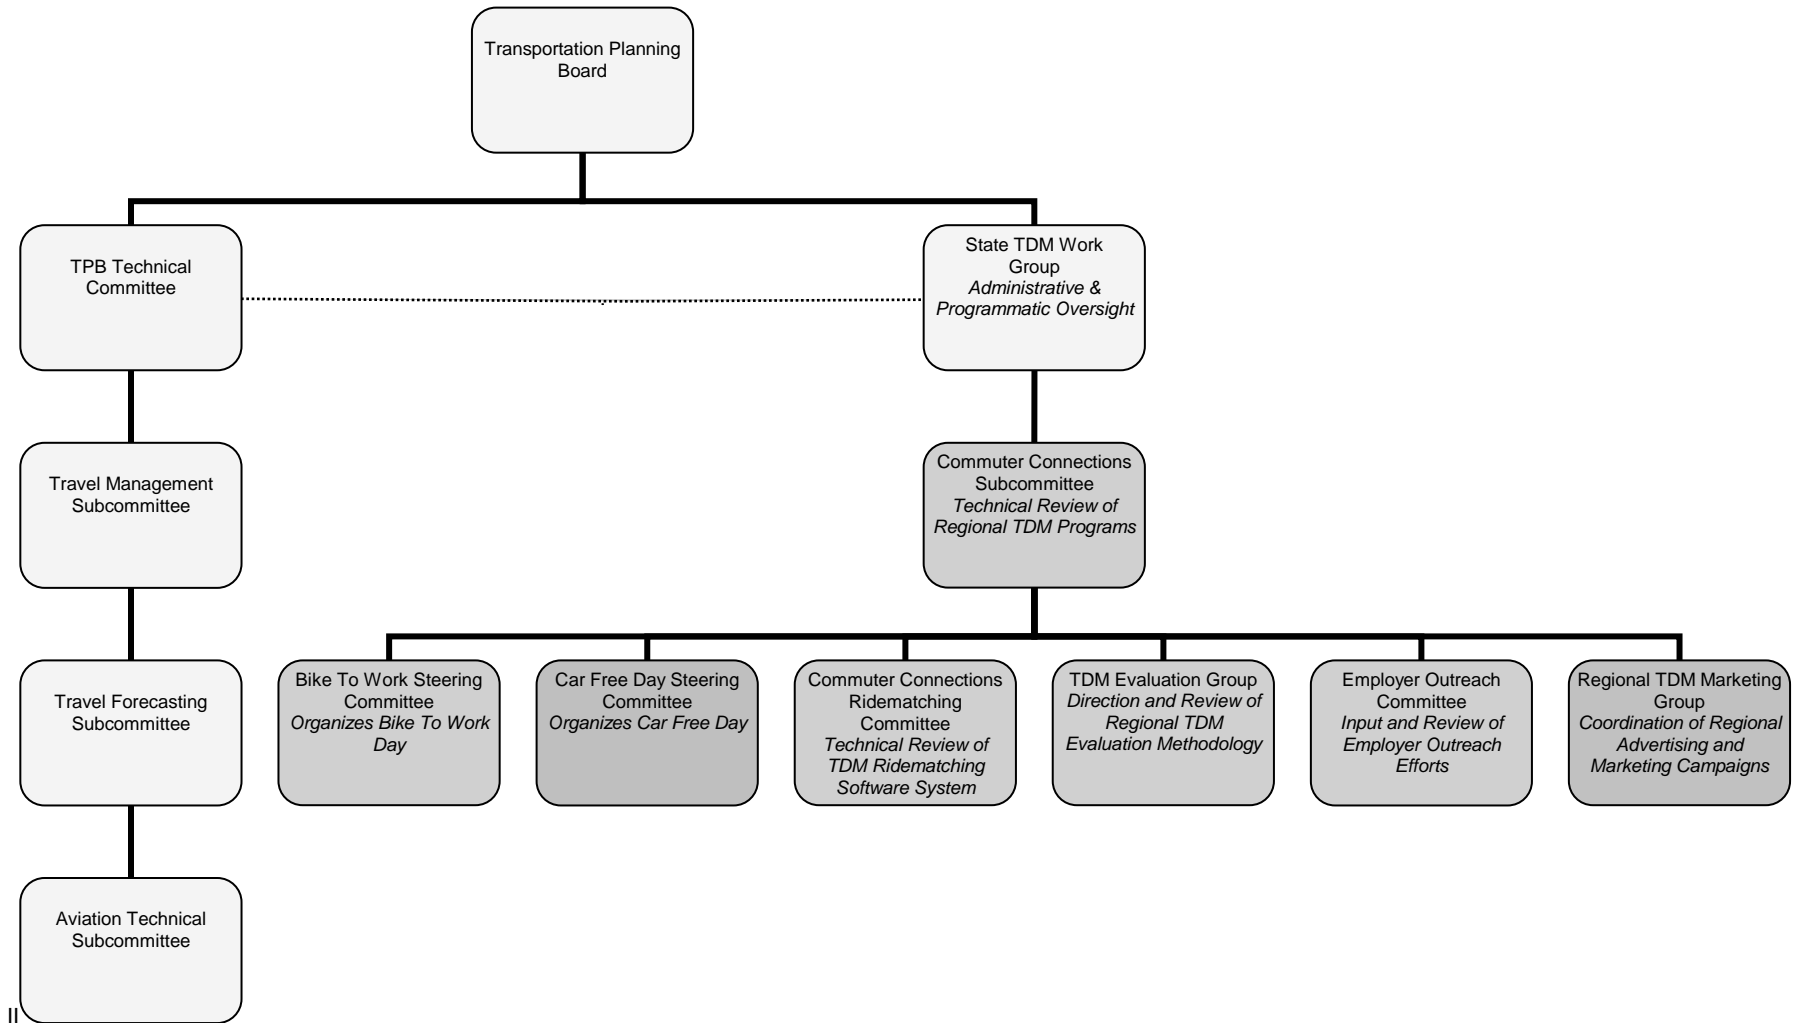 Transportation Planning
Board
TPB Technical
Committee
State TDM Work
Group
Administrative &
Programmatic Oversight
Travel Management
Subcommittee
Commuter Connections
Subcommittee
Technical Review of
Regional TDM Programs
Travel Forecasting
Subcommittee
Bike To Work Steering
Committee
Organizes Bike To Work
Day
Car Free Day Steering
Committee
Organizes Car Free Day
Commuter Connections
Ridematching
Committee
Technical Review of
TDM Ridematching
Software System
TDM Evaluation Group
Direction and Review of
Regional TDM
Evaluation Methodology
Employer Outreach
Committee
Input and Review of
Employer Outreach
Efforts
Regional TDM Marketing
Group
Coordination of Regional
Advertising and
Marketing Campaigns
Aviation Technical
Subcommittee
II